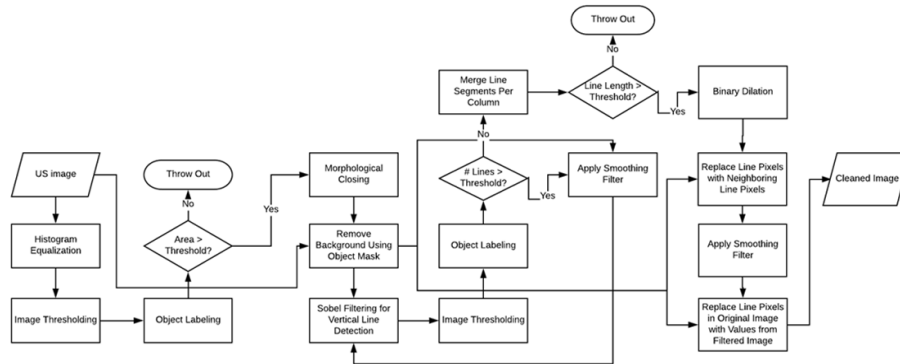 US image
Histogram
Equalization
Image Thresholding
Object Labeling
Area >
Threshold?
No
Throw Out
Yes
Morphological
Closing
Remove
Background Using
Object Mask
Sobel Filtering for
Vertical Line
Detection
Image Thresholding
Object Labeling
# Lines >
Threshold?
Yes
Apply Smoothing
Filter
No
Merge Line
Segments Per
Column
Line Length >
Threshold?
No
Throw Out
Yes
Binary Dilation
Replace Line Pixels
with Neighboring
Line Pixels
Apply Smoothing
Filter
Replace Line Pixels
in Original Image
with Values from
Filtered Image
Cleaned Image